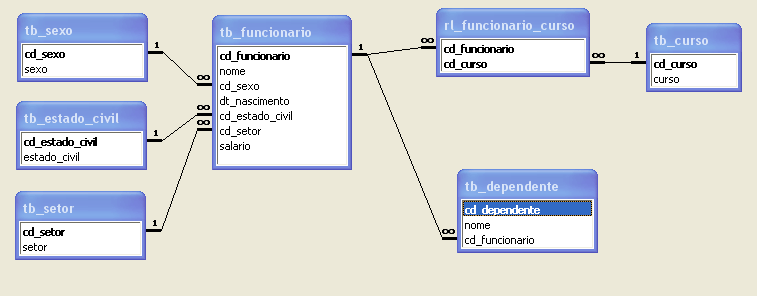 tb_sexo
cd_sexo
sexo
1
∞
tb_estado_civil
cd_estado_civil
estado_civil
1
∞
tb_setor
cd_setor
setor
1
∞
tb_funcionario
cd_funcionario
nome
cd_sexo
dt_nascimento
cd_estado_civil
cd_setor
salario
1
∞
rl_funcionario_curso
cd_funcionario
cd_curso
∞
1
tb_curso
cd_curso
curso
tb_dependente
cd_dependente
nome
cd_funcionario
∞